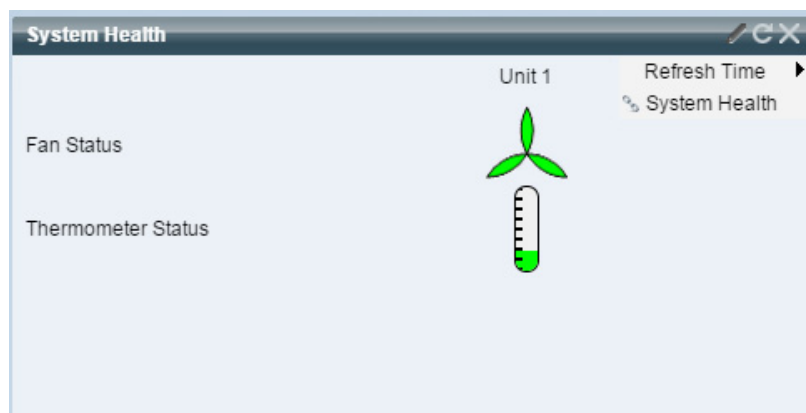 System Health
Unit 1
Refresh Time
System Health
Fan Status
Thermometer Status